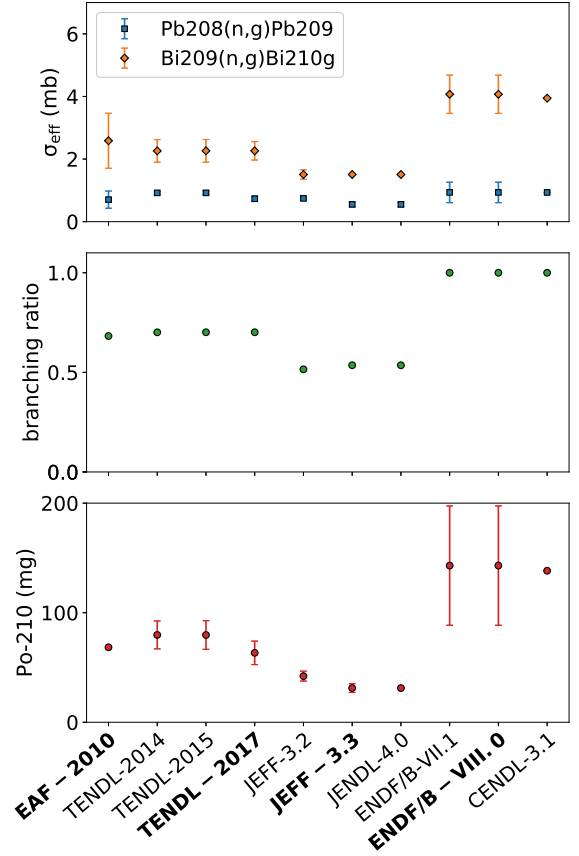 6
4
2
0
σeff (mb)
Pb208(n,g)Pb209
Bi209(n,g)Bi210g
1.0
0.5
0.0
branching ratio
200
100
0
Po-210 (mg)
EAF − 2010
TENDL-2014
TENDL-2015
TENDL − 2017
JEFF-3.2
JEFF − 3.3
JENDL-4.0
ENDF/B-VII.1
ENDF/B − VIII. 0
CENDL-3.1